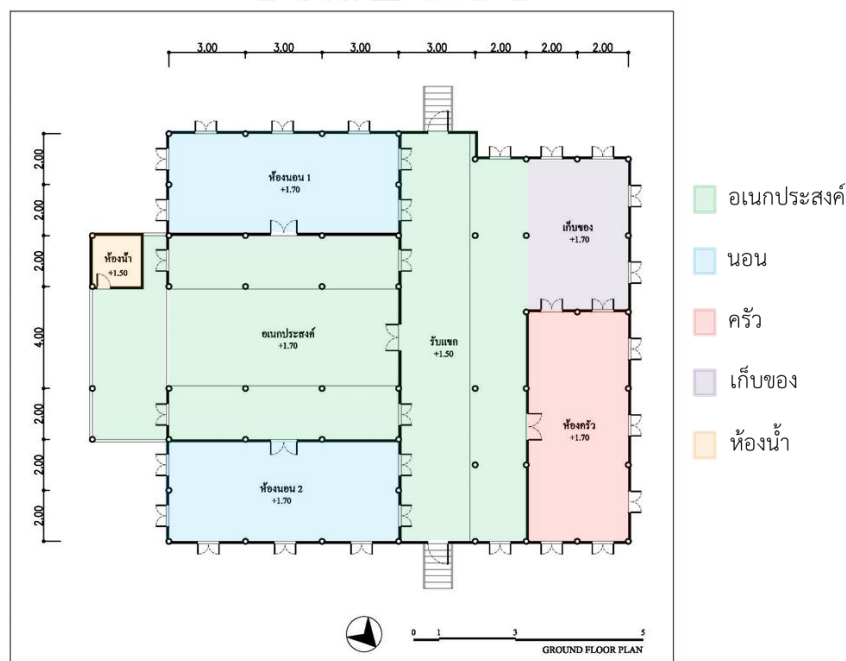 3.00 3.00 3.00 3.00 2.00 2.00 2.00
2.00
2.00
2.00
4.00
2.00
2.00
2.00
ห้องนอน 1
+1.70
เก็บของ
+1.70
ห้องน้ำ
+1.50
อเนกประสงค์
+1.70
รับแขก
+1.50
ห้องครัว
+1.70
ห้องนอน 2
+1.70
0 1 3 5
GROUND FLOOR PLAN
อเนกประสงค์
นอน
ครัว
เก็บของ
ห้องน้ำ